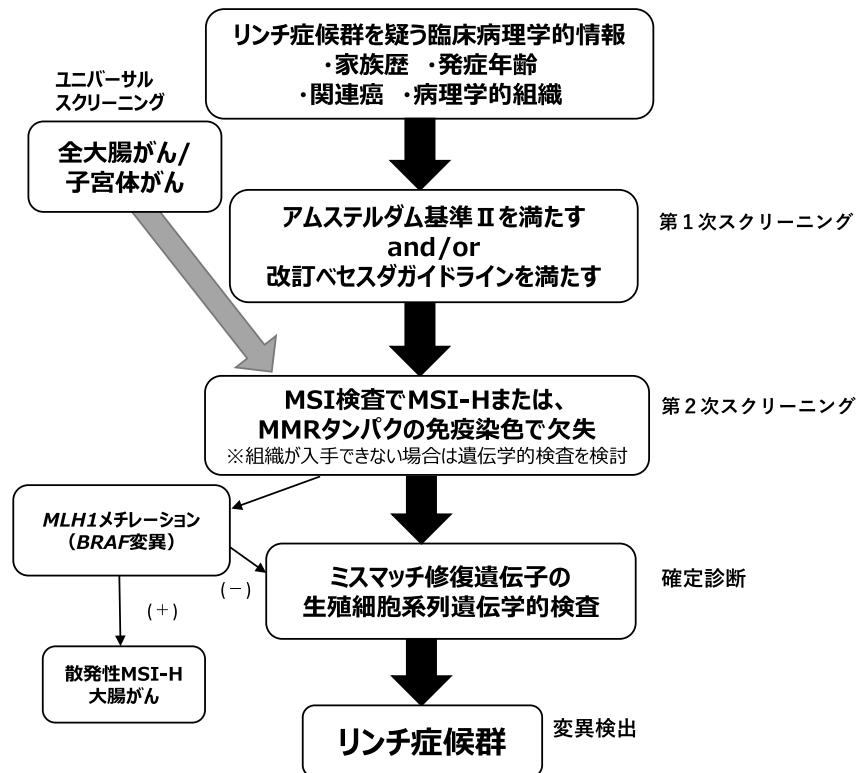 リンチ症候群を疑う臨床病理学的情報
・家族歴 ・発症年齢
・関連癌 ・病理学的組織
ユニバーサル
スクリーニング
全大腸がん/
子宮体がん
アムステルダム基準Ⅱを満たす
and/or
改訂ベセスダガイドラインを満たす
第１次スクリーニング
MSI検査でMSI-Hまたは、
MMRタンパクの免疫染色で欠失
※組織が入手できない場合は遺伝学的検査を検討
第２次スクリーニング
MLH1メチレーション
（BRAF変異）
(－)
(＋)
ミスマッチ修復遺伝子の
生殖細胞系列遺伝学的検査
確定診断
散発性MSI-H
大腸がん
リンチ症候群
変異検出